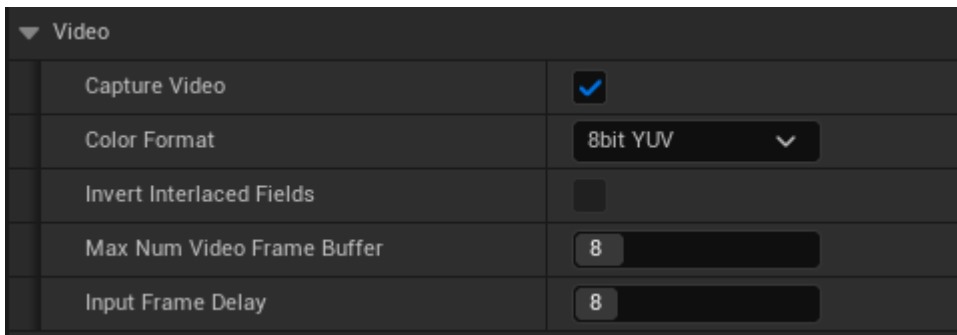 Video
Capture Video
Color Format 8bit YUV
Invert Interlaced Fields
Max Num Video Frame Buffer 8
Input Frame Delay 8